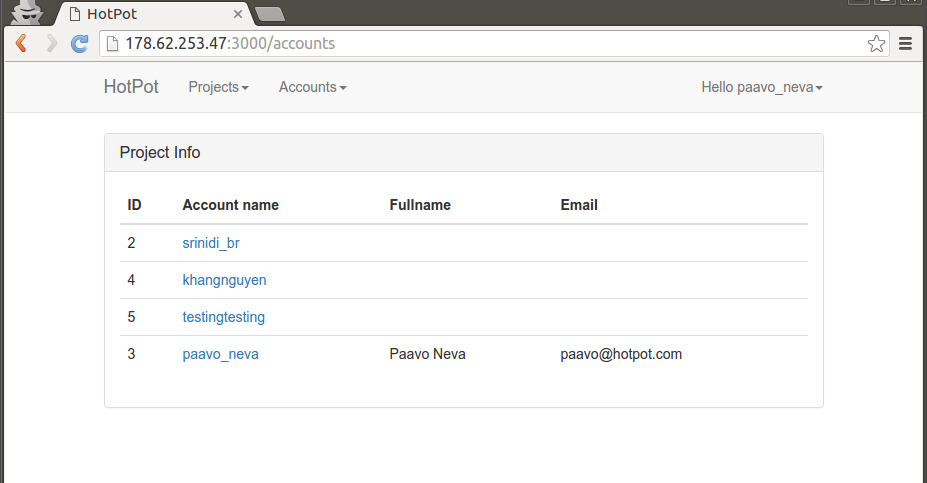 HotPot
178.62.253.47:3000/accounts
HotPot Projects Accounts Hello paavo_neva
Project Info
ID Account name Fullname Email
2 srinidi_br
4 khangnguyen
5 testingtesting
3 paavo_neva Paavo Neva paavo@hotpot.com